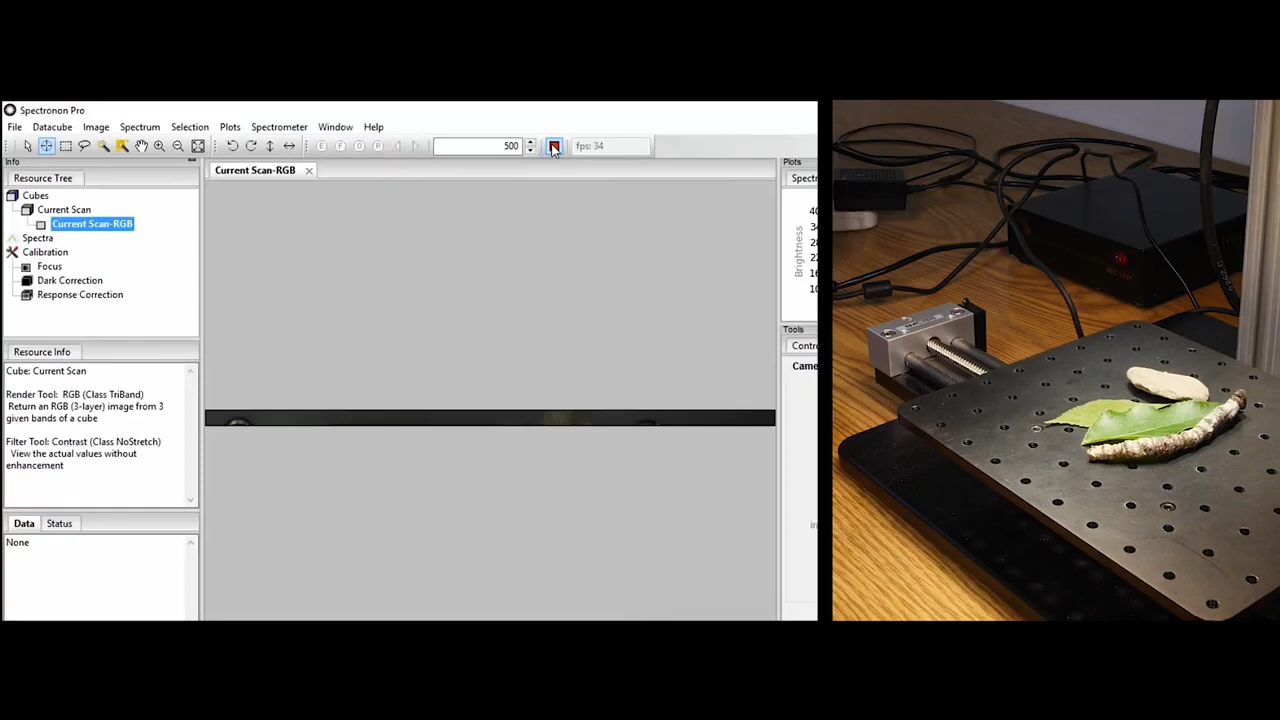 Spectronon Pro
File Datacube Image Spectrum Selection Plots Spectrometer Window Help
E F D R 500 fps: 34
Info
Resource Tree
Current Scan-RGB
Plots
Cubes
Current Scan
Current Scan-RGB
Spectra
Calibration
Focus
Dark Correction
Response Correction
Brightness
Tools
Resource Info
Cube: Current Scan
Render Tool: RGB (Class TriBand)
Return an RGB (3-layer) image from 3
given bands of a cube
Filter Tool: Contrast (Class NoStretch)
View the actual values without
enhancement
Data Status
None